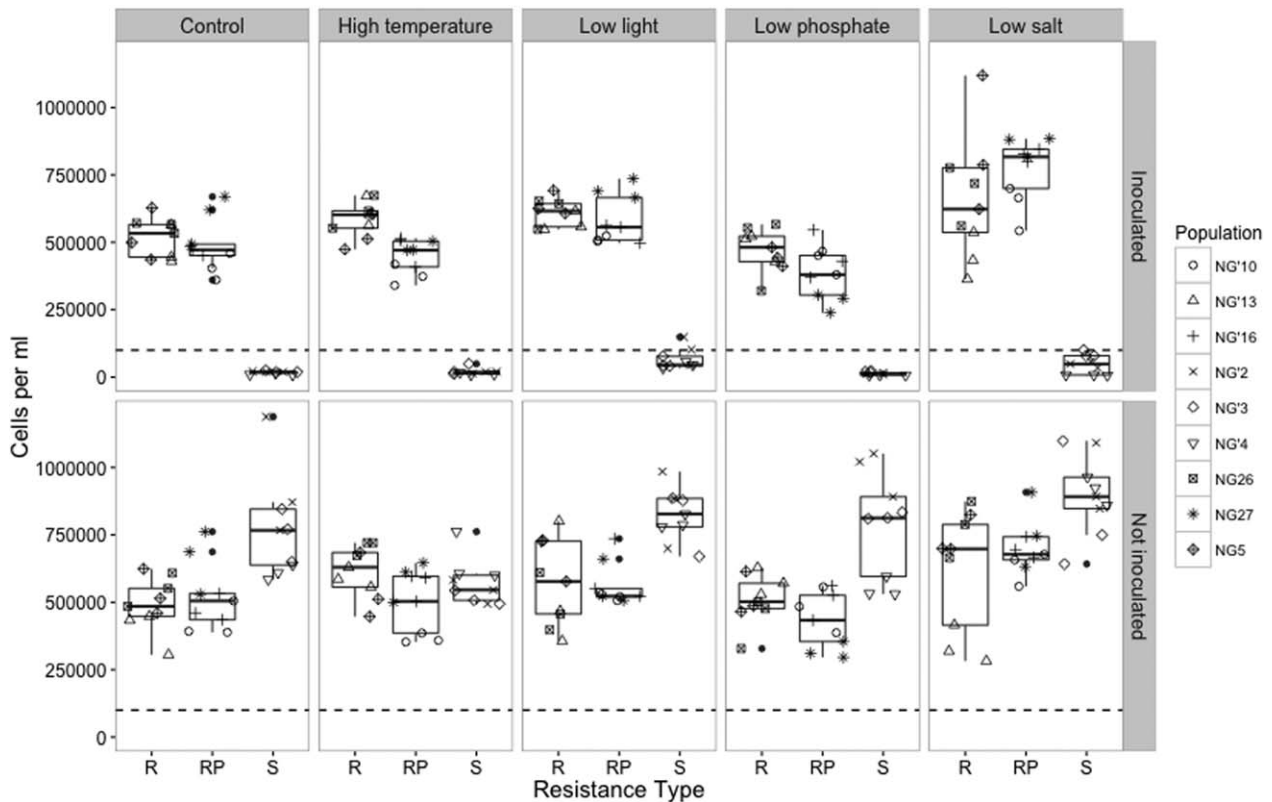 Control
High temperature
Low light
Low phosphate
Low salt
1000000
750000
500000
250000
0
Inoculated
1000000
750000
500000
250000
0
Not inoculated
Cells per ml
R RP S
R RP S
R RP S
R RP S
R RP S
Resistance Type
Population
NG'10
NG'13
NG'16
NG'2
NG'3
NG'4
NG26
NG27
NG5